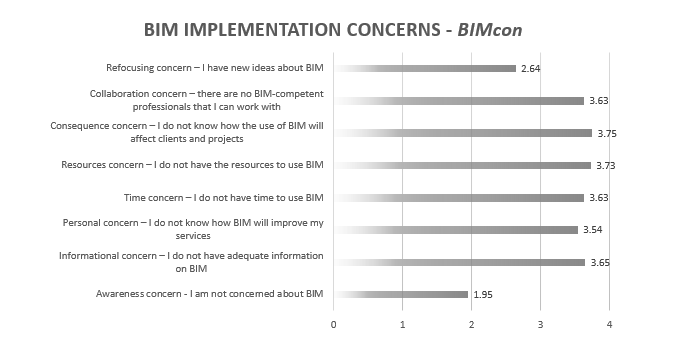 BIM IMPLEMENTATION CONCERNS - BIMcon
Refocusing concern – I have new ideas about BIM
2.64
Collaboration concern – there are no BIM-competent
professionals that I can work with
3.63
Consequence concern – I do not know how the use of BIM will
affect clients and projects
3.75
Resources concern – I do not have the resources to use BIM
3.73
Time concern – I do not have time to use BIM
3.63
Personal concern – I do not know how BIM will improve my
services
3.54
Informational concern – I do not have adequate information
on BIM
3.65
Awareness concern - I am not concerned about BIM
1.95
0 1 2 3 4